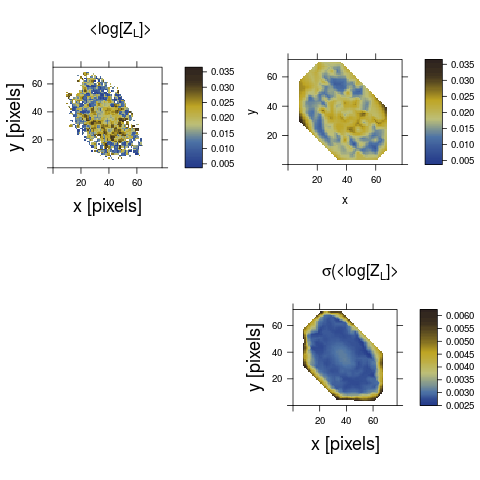 <log[Z_L]>
60
40
20
20 40 60
y [pixels]
x [pixels]
0.035
0.030
0.025
0.020
0.015
0.010
0.005
60
40
20
20 40 60
y
x
0.035
0.030
0.025
0.020
0.015
0.010
0.005
σ(<log[Z_L]>
60
40
20
20 40 60
y [pixels]
x [pixels]
0.0060
0.0055
0.0050
0.0045
0.0040
0.0035
0.0030
0.0025